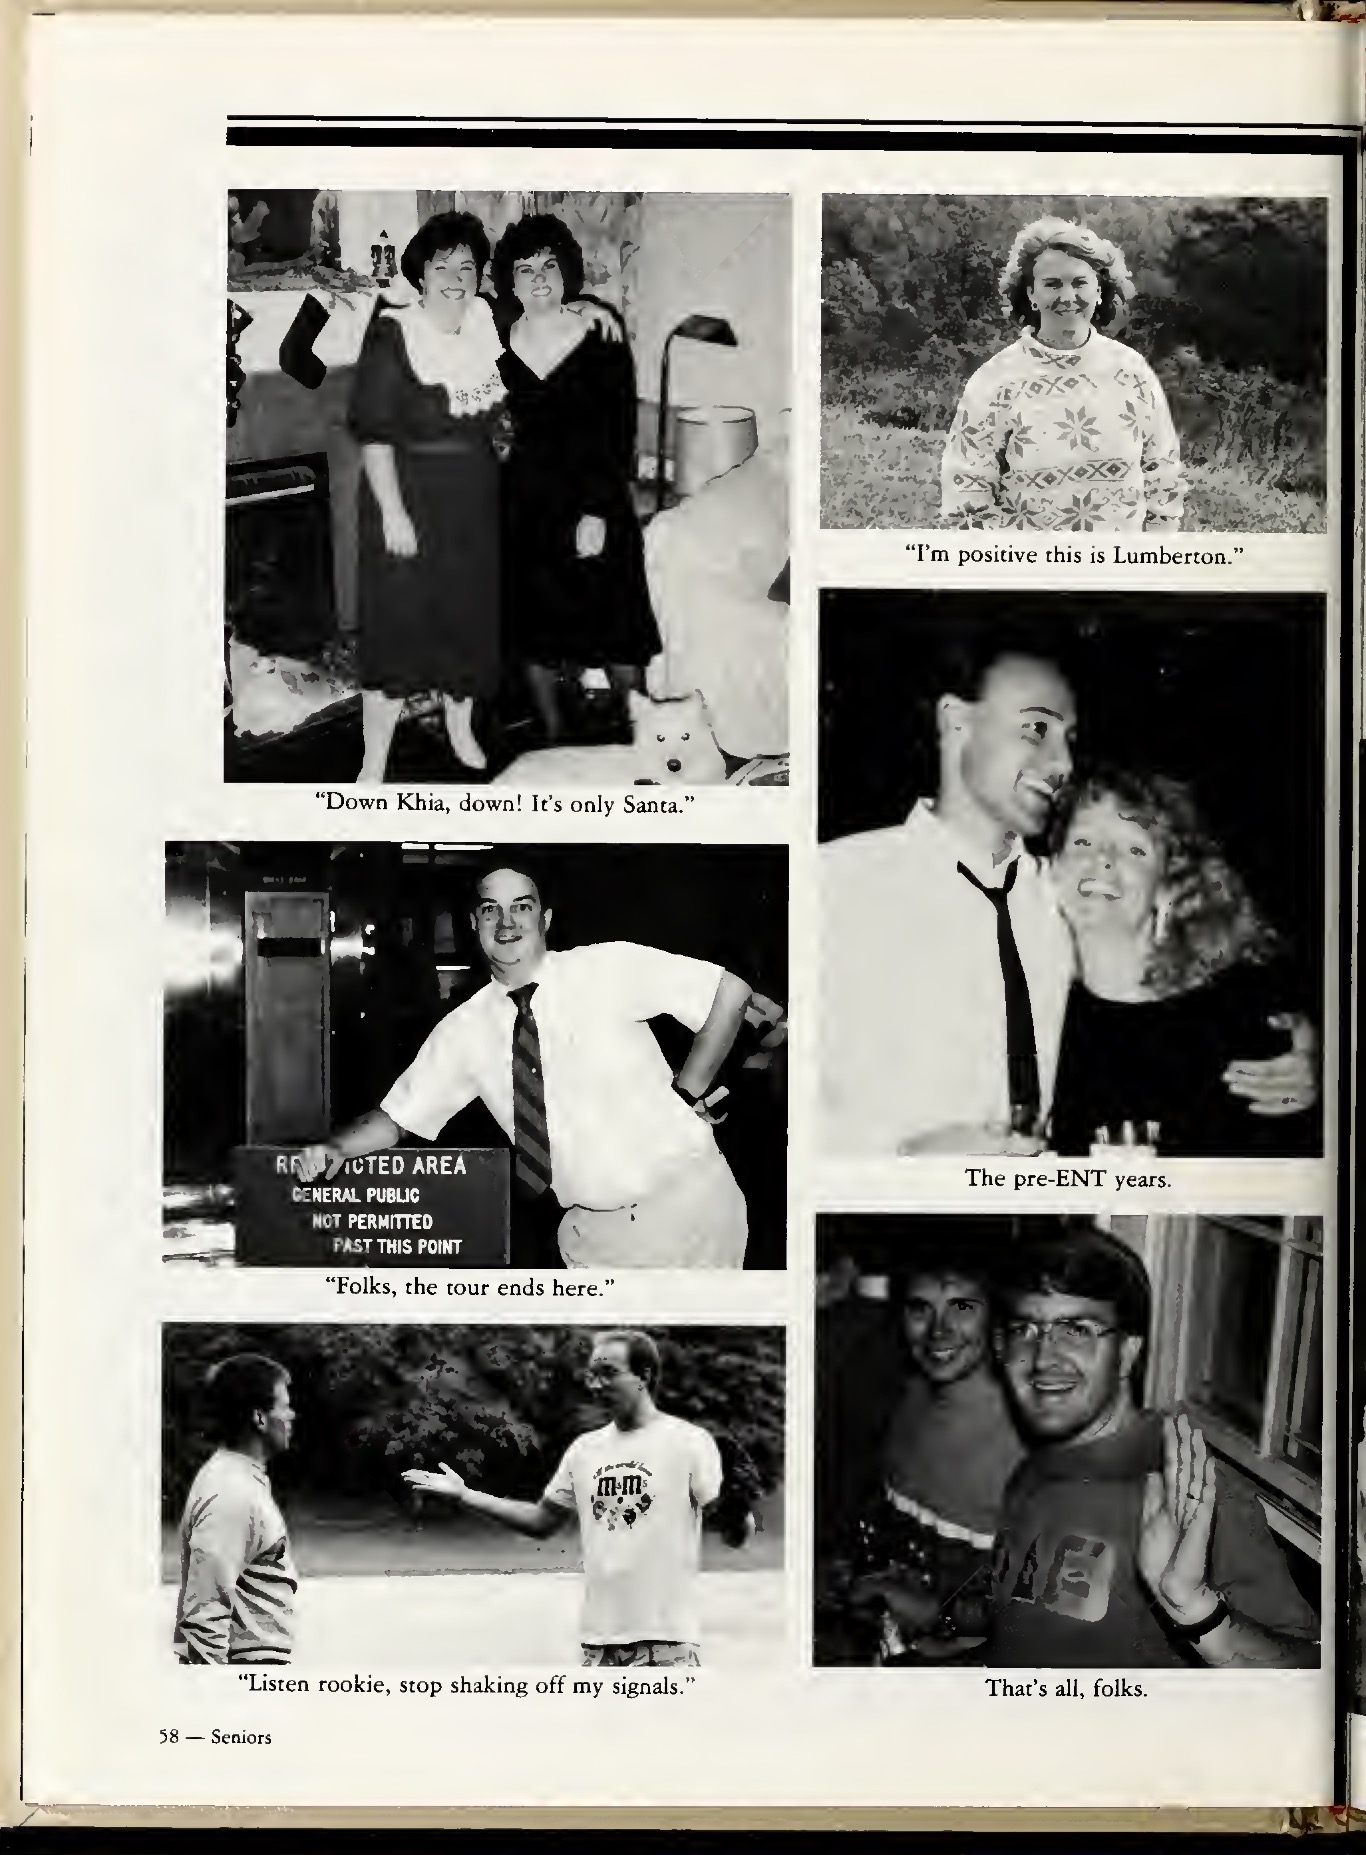 "Down Khia, down! It's only Santa."
RE ICTED AREA
GENERAL PUBLIC
NOT PERMITTED
PAST THIS POINT
"Folks, the tour ends here."
m&m's
"Listen rookie, stop shaking off my signals."
58 — Seniors
"I'm positive this is Lumberton."
The pre-ENT years.
That's all, folks.